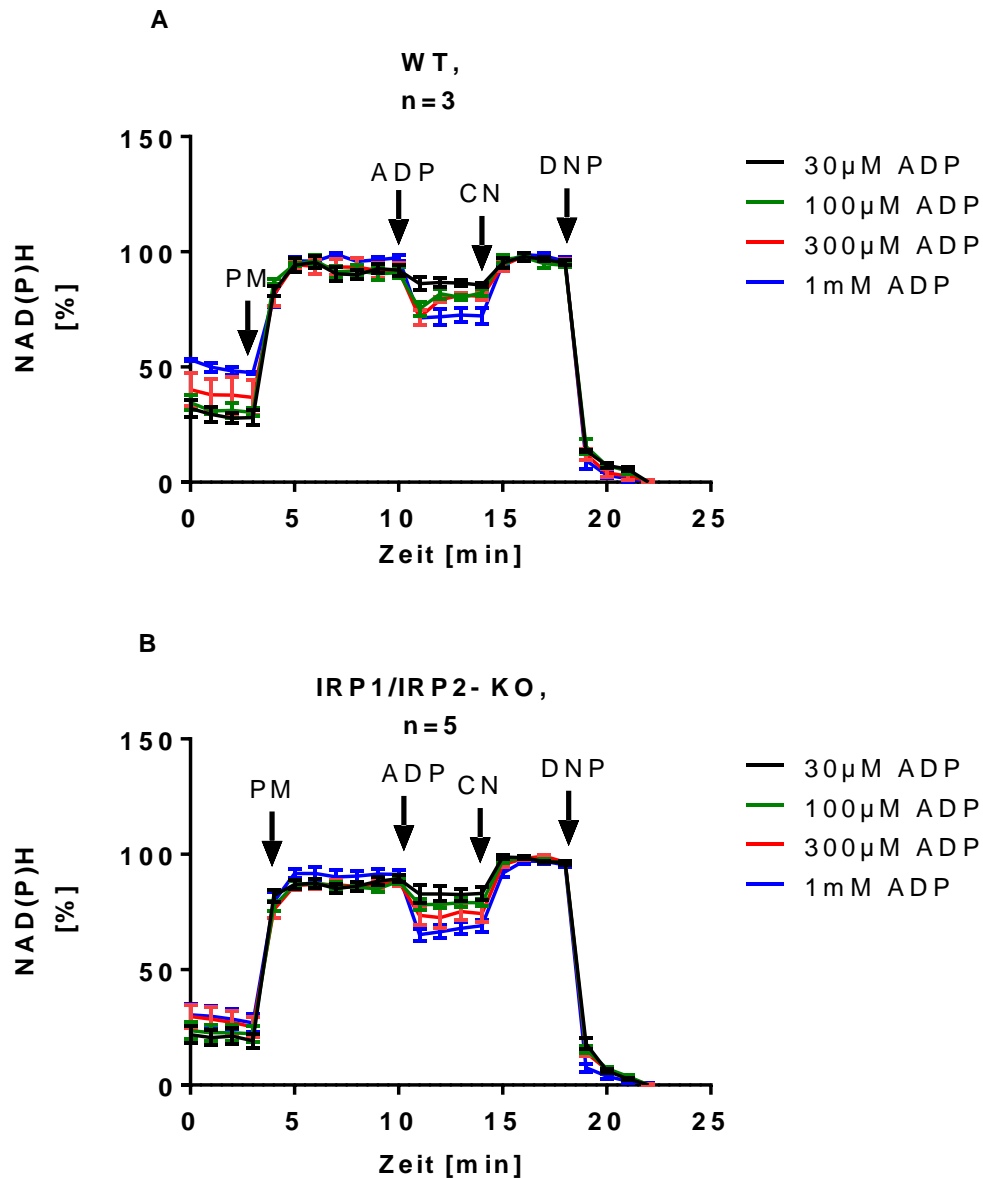 A
WT,
n=3
NAD(P)H
[%]
150
100
50
0
PM
ADP
CN
DNP
30µM ADP
100µM ADP
300µM ADP
1mM ADP
0 5 10 15 20 25
Zeit [min]
B
IRP1/IRP2- KO,
n=5
NAD(P)H
[%]
150
100
50
0
PM
ADP
CN
DNP
30µM ADP
100µM ADP
300µM ADP
1mM ADP
0 5 10 15 20 25
Zeit [min]